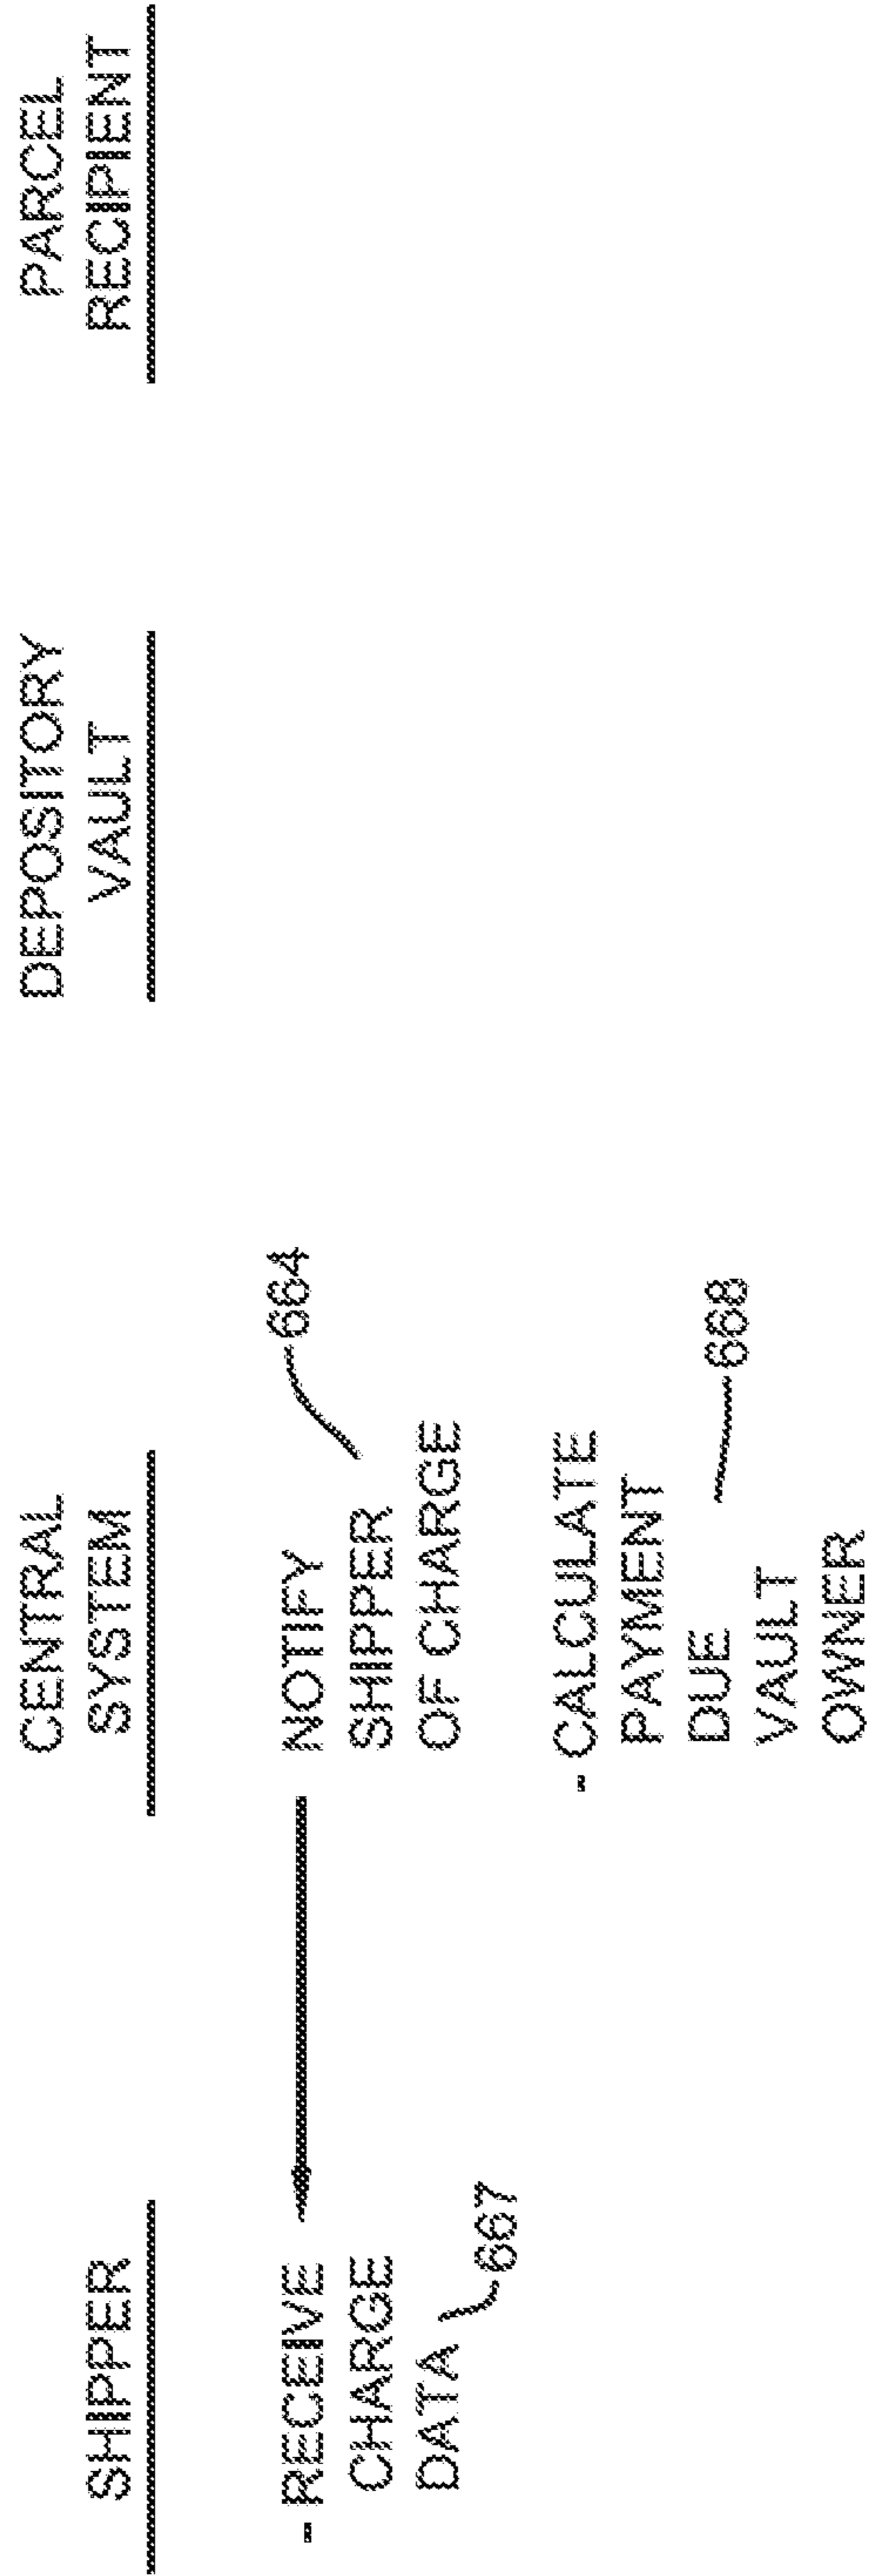 SHIPPER
CENTRAL
SYSTEM
DEPOSITORY
VAULT
PARCEL
RECIPIENT
- RECEIVE
CHARGE
DATA
667
NOTIFY
SHIPPER
OF CHARGE
664
- CALCULATE
PAYMENT
DUE
VAULT
OWNER
668